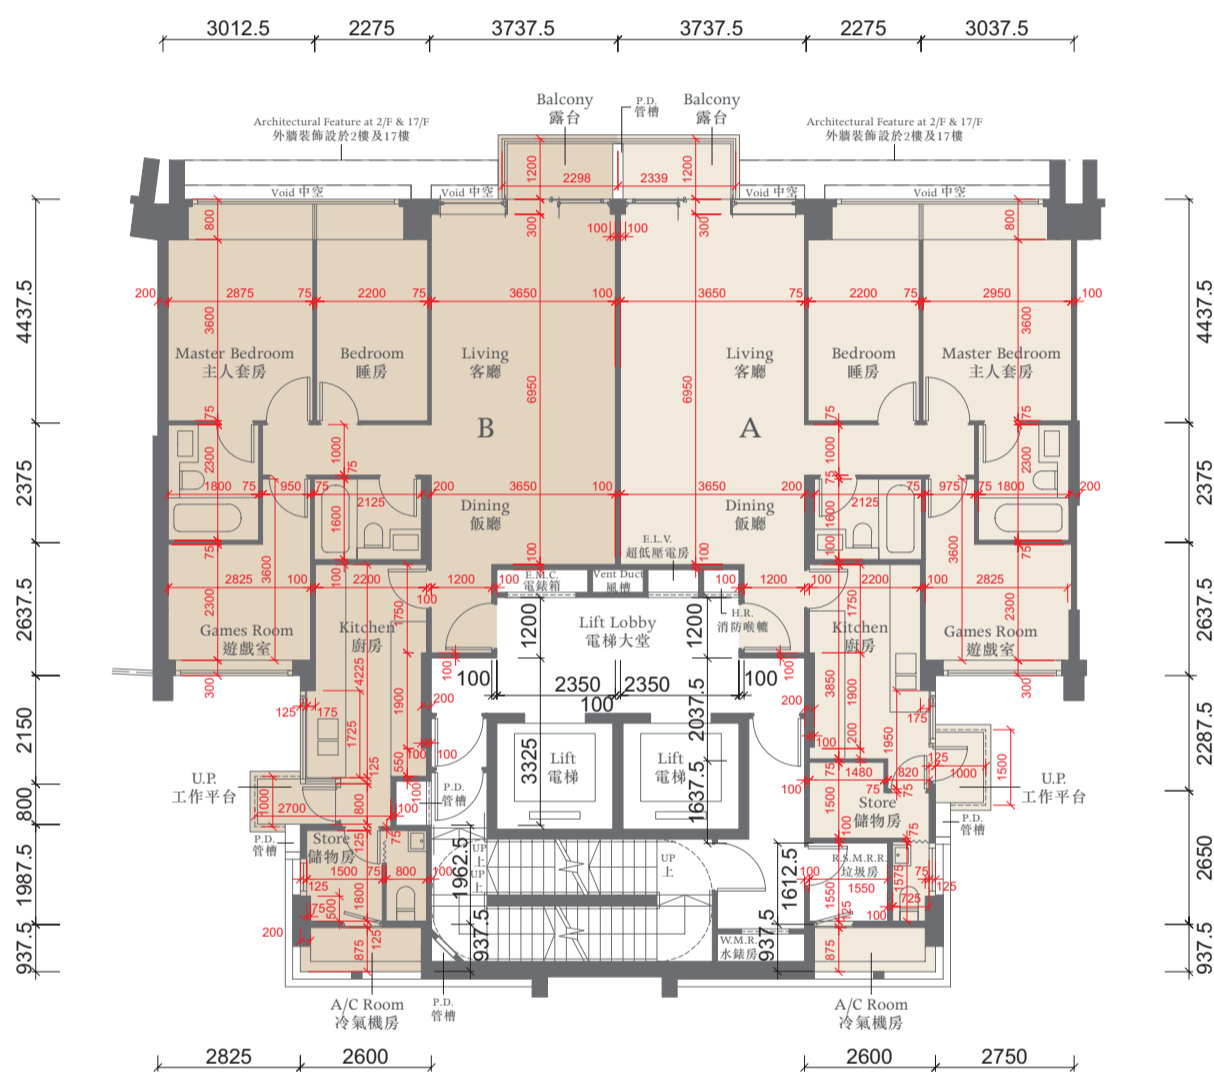 3012.5 2275 3737.5 3737.5 2275 3037.5
Balcony
露台
P.D.
管槽
Balcony
露台
Architectural Feature at 2/F & 17/F
外牆裝飾設於2樓及17樓
Architectural Feature at 2/F & 17/F
外牆裝飾設於2樓及17樓
1200 2298 2339 1200
Void 中空 Void 中空 Void 中空 Void 中空
800 300 100 100 300 800
200 2875 75 2200 75 3650 100 3650 75 2200 75 2950 100
4437.5 3600 3600 4437.5
Master Bedroom
主人套房
Bedroom
睡房
Living
客廳
Living
客廳
Bedroom
睡房
Master Bedroom
主人套房
6950 6950
75 75 75
B A
2375 2300 1000 75 1000 75 2300 2375
1800 75 950 75 2125 200 3650 100 3650 75 2125 75 975 75 1800 200
1600 1600
Dining
飯廳
Dining
飯廳
E.L.V.
超低壓電房
75 3600 100 100 100 100 3600 75
E.M.C.
電錶箱
Vent Duct
風槽
2825 100 2200 1200 100 100 1200 100 2200 100 2825
100
H.R.
消防喉轆
2637.5 2300 1750 1200 1200 1750 2300 2637.5
Lift Lobby
電梯大堂
Games Room
遊戲室
Kitchen
廚房
Kitchen
廚房
Games Room
遊戲室
300 4225 100 100 300
100 2350 2350 100
100
125 175 1900 200 200 3850 1900 175
2150 1725 2037.5 1950 2287.5
100 100 100 200
3325
Lift
電梯
Lift
電梯
550 125 75 125
1480 820 1000 1500
100 75 75
U.P.
工作平台
U.P.
工作平台
1000 2700 800 100 100 1637.5 1500
P.D.
管槽
Store
儲物房
800
P.D.
管槽
P.D.
管槽
Store
儲物房
125 75 100 75
UP
上
UP
上
UP
上
R.S.M.R.R.
垃圾房
1987.5 1500 75 800 100 1962.5 1612.5 100 1550 1575 125 2650
125 75 500 1800 1550 125 725 100
200 125
937.5 875 937.5 937.5 875 937.5
W.M.R.
水錶房
A/C Room
冷氣機房
P.D.
管槽
A/C Room
冷氣機房
2825 2600 2600 2750